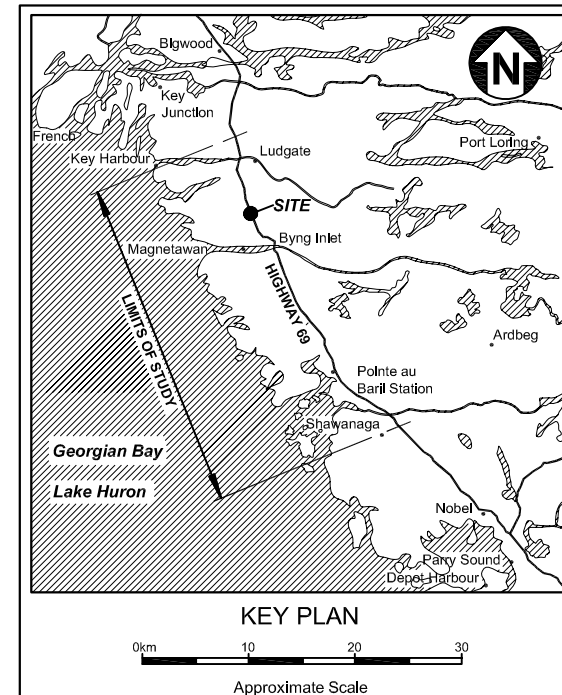 Bigwood
N
Key
Junction
French
Port Loring
Key Harbour
Ludgate
SITE
Magnetawan
Byng Inlet
HIGHWAY 69
LIMITS OF STUDY
Ardbeg
Pointe au
Baril Station
Shawanaga
Georgian Bay
Lake Huron
Nobel
Parry Sound
Depot Harbour
KEY PLAN
0km 10 20 30
Approximate Scale